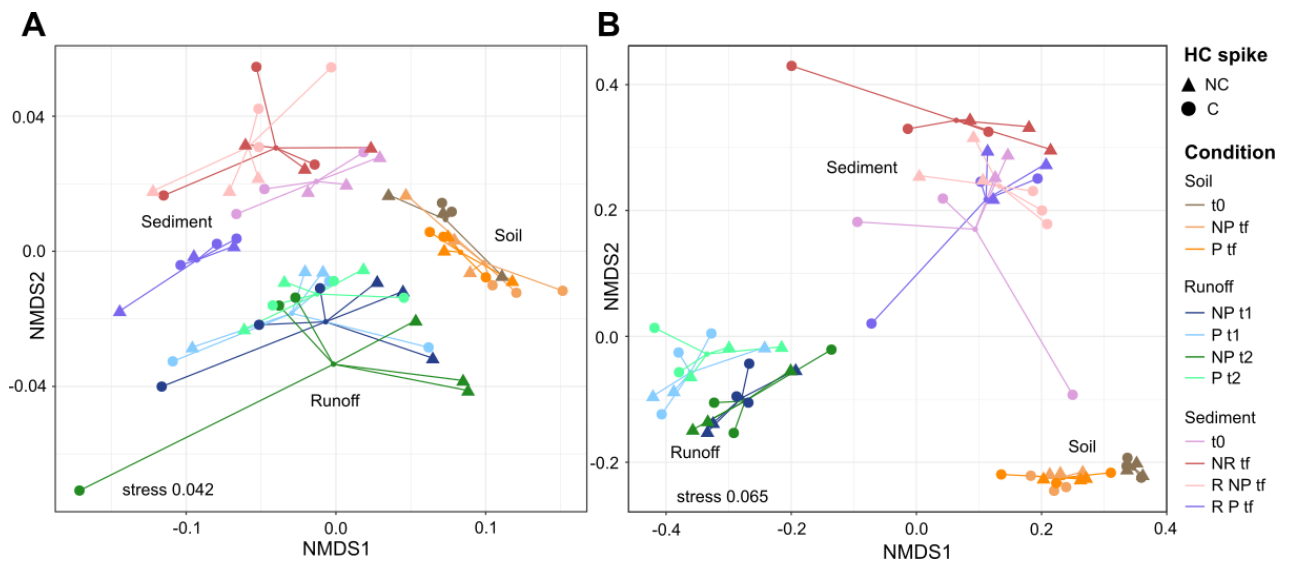 A
B
0.04
0.0
-0.04
NMDS2
-0.1
0.0
0.1
NMDS1
Sediment
Soil
Runoff
stress 0.042
0.4
0.2
0.0
-0.2
NMDS2
-0.4
-0.2
0.0
0.2
0.4
NMDS1
Sediment
Runoff
Soil
stress 0.065
HC spike
NC
C
Condition
Soil
t0
NP tf
P tf
Runoff
NP t1
P t1
NP t2
P t2
Sediment
t0
NR tf
R NP tf
R P tf